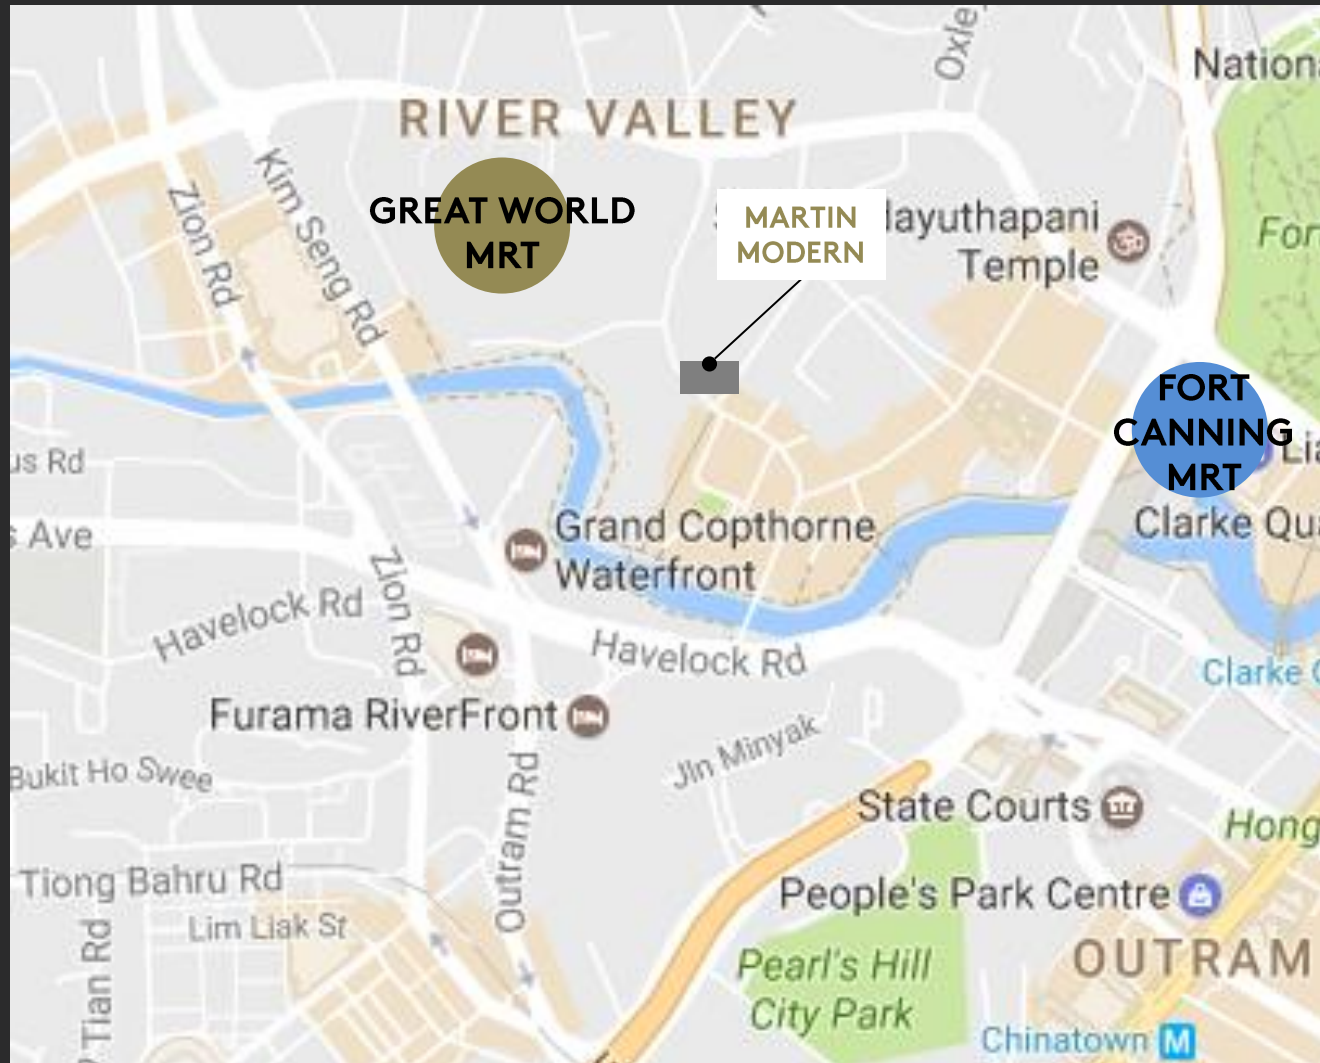 Oxle
Nation
RIVER VALLEY
Kim Seng Rd
Zion Rd
GREAT WORLD
MRT
MARTIN
MODERN
layuthapani
Temple
For
FORT
CANNING
MRT
Lia
us Rd
s Ave
Grand Copthorne
Waterfront
Clarke Qua
Zion Rd
Havelock Rd
Havelock Rd
Clarke
Furama RiverFront
Jln Minyak
Bukit Ho Swee
Outram Rd
State Courts
Hong
Tiong Bahru Rd
People's Park Centre
Lim Liak St
Tian Rd
Pearl's Hill
City Park
OUTRAM
Chinatown M